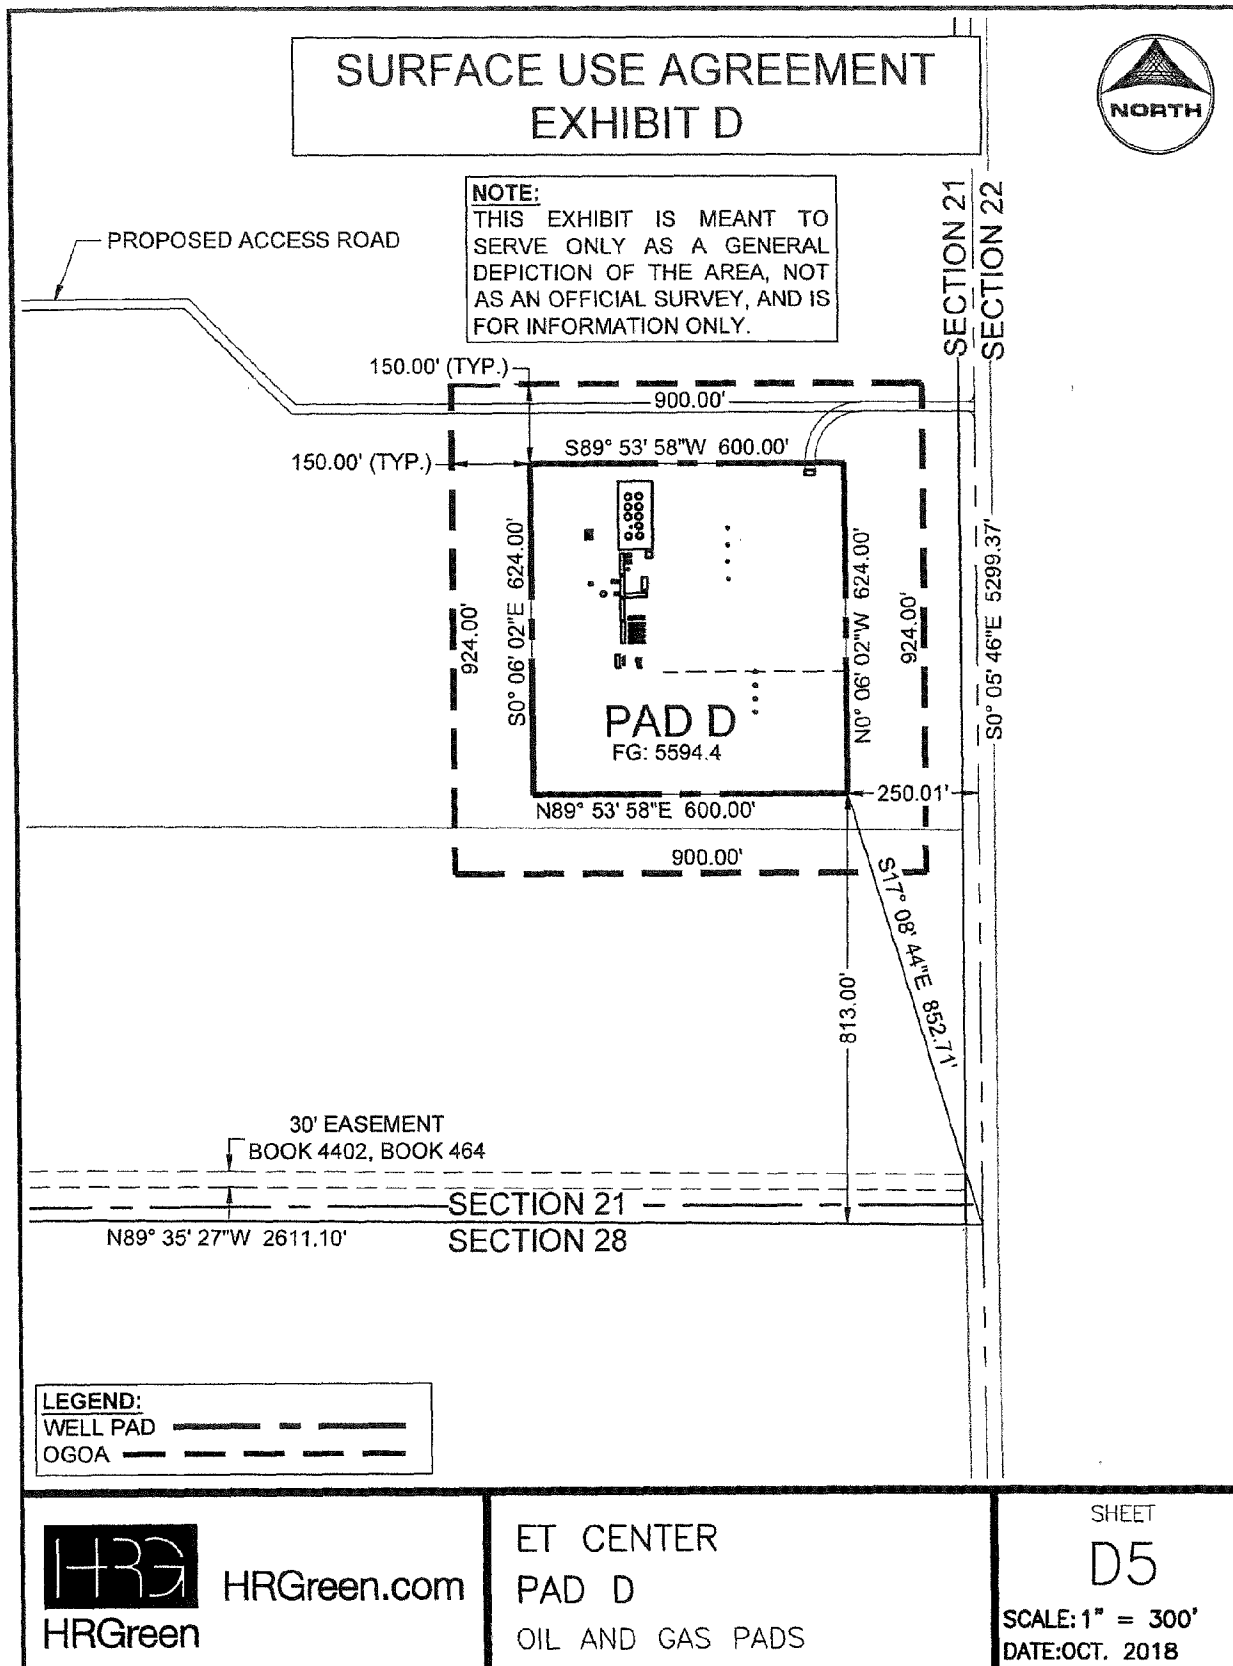 SURFACE USE AGREEMENT
EXHIBIT D
NORTH
NOTE:
THIS EXHIBIT IS MEANT TO
SERVE ONLY AS A GENERAL
DEPICTION OF THE AREA, NOT
AS AN OFFICIAL SURVEY, AND IS
FOR INFORMATION ONLY.
SECTION 21
SECTION 22
PROPOSED ACCESS ROAD
150.00' (TYP.)
900.00'
S89° 53' 58"W 600.00'
150.00' (TYP.)
924.00'
S0° 06' 02"E 624.00'
N0° 06' 02"W 624.00'
924.00'
S0° 05' 46"E 5299.37'
PAD D
FG: 5594.4
N89° 53' 58"E 600.00'
250.01'
900.00'
S17° 08' 44"E 852.71'
813.00'
30' EASEMENT
BOOK 4402, BOOK 464
SECTION 21
N89° 35' 27"W 2611.10'
SECTION 28
LEGEND:
WELL PAD
OGOA
HRG
HRGreen
HRGreen.com
ET CENTER
PAD D
OIL AND GAS PADS
SHEET
D5
SCALE: 1" = 300'
DATE:OCT. 2018